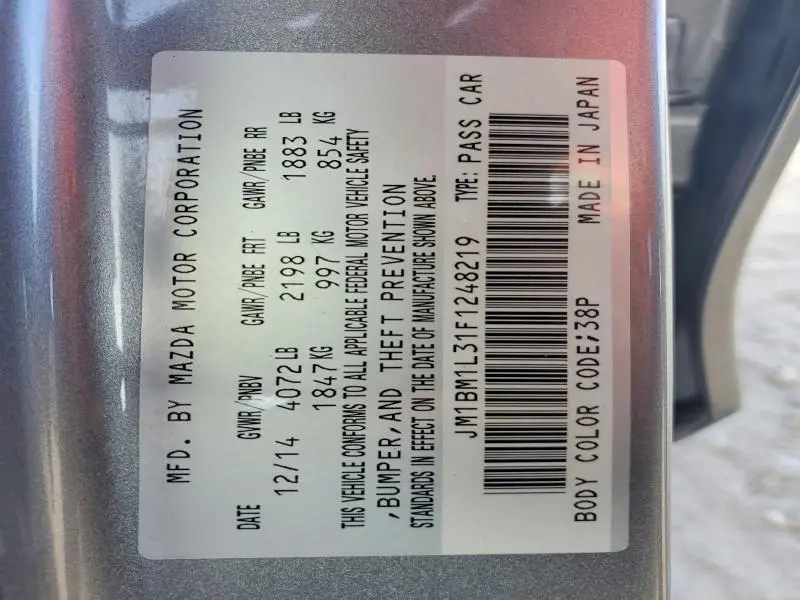 MFD. BY MAZDA MOTOR CORPORATION
DATE GVWR/PNBV GAWR/PNBE FRT GAWR/PNBE RR
12/14 4072LB 2198 LB 1883 LB
1847KG 997 KG 854 KG
THIS VEHICLE CONFORMS TO ALL APPLICABLE FEDERAL MOTOR VEHICLE SAFETY
,BUMPER,AND THEFT PREVENTION
STANDARDS IN EFFECT ON THE DATE OF MANUFACTURE SHOWN ABOVE.
JM1BM1L31F1248219 TYPE: PASS CAR
BODY COLOR CODE;38P MADE IN JAPAN